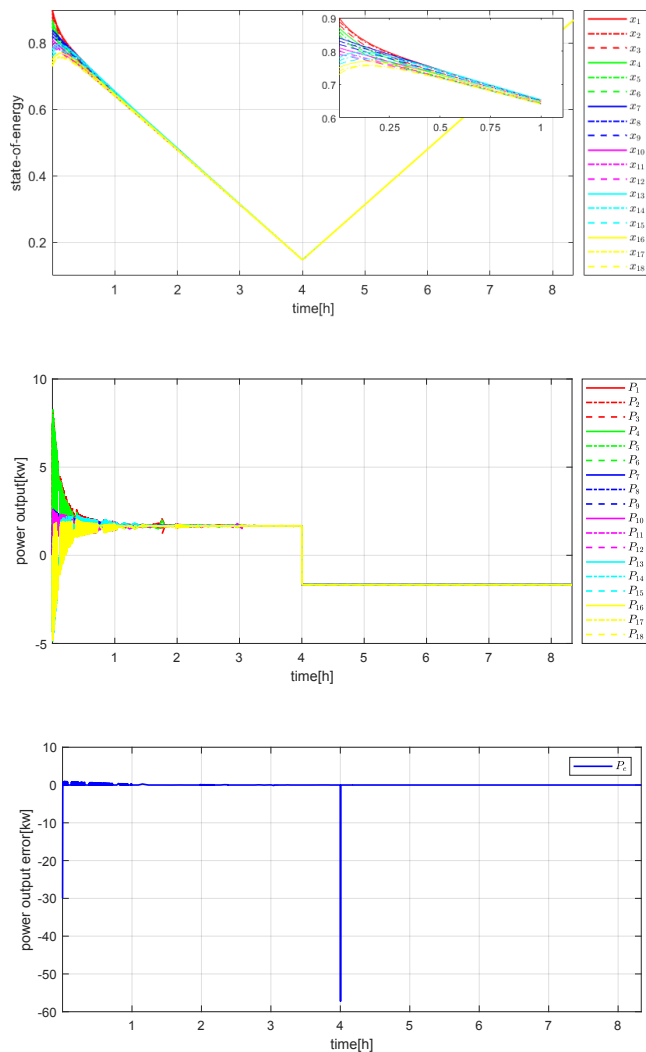 0.8
0.6
0.4
0.2
state-of-energy
1
2
3
4
5
6
7
8
time[h]
0.9
0.8
0.7
0.6
0.25
0.5
0.75
1
x₁
x₂
x₃
x₄
x₅
x₆
x₇
x₈
x₉
x₁₀
x₁₁
x₁₂
x₁₃
x₁₄
x₁₅
x₁₆
x₁₇
x₁₈
10
5
0
-5
power output[kw]
1
2
3
4
5
6
7
8
time[h]
P₁
P₂
P₃
P₄
P₅
P₆
P₇
P₈
P₉
P₁₀
P₁₁
P₁₂
P₁₃
P₁₄
P₁₅
P₁₆
P₁₇
P₁₈
10
0
-10
-20
-30
-40
-50
-60
power output error[kw]
1
2
3
4
5
6
7
8
time[h]
Pₑ